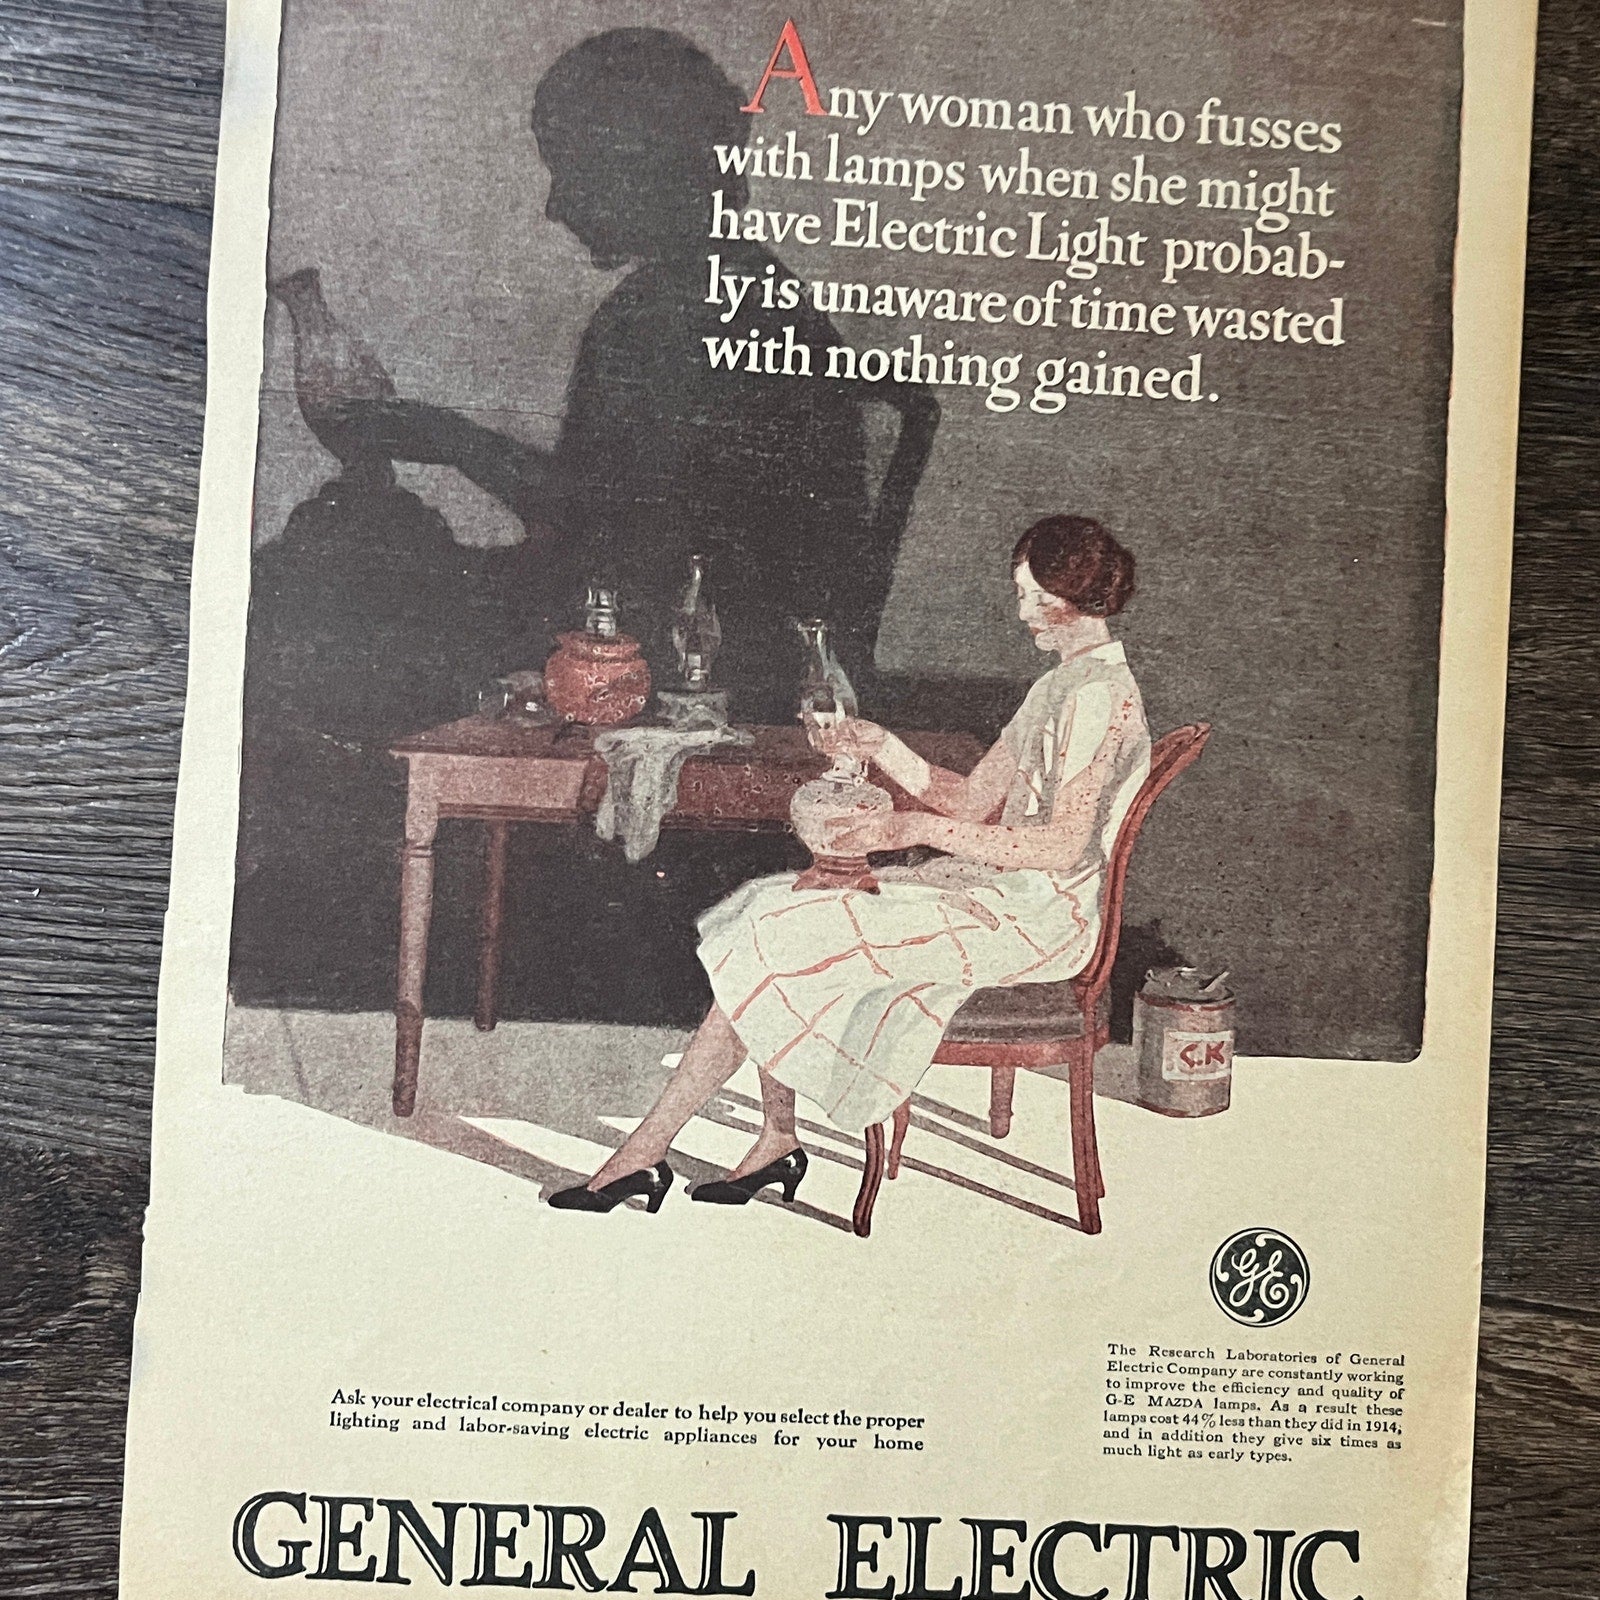 Any woman who fusses
with lamps when she might
have Electric Light probab-
ly is unaware of time wasted
with nothing gained.
C.K
GE
The Research Laboratories of General
Electric Company are constantly working
to improve the efficiency and quality of
G-E MAZDA lamps. As a result these
lamps cost 44% less than they did in 1914;
and in addition they give six times as
much light as early types.
Ask your electrical company or dealer to help you select the proper
lighting and labor-saving electric appliances for your home
GENERAL ELECTRIC